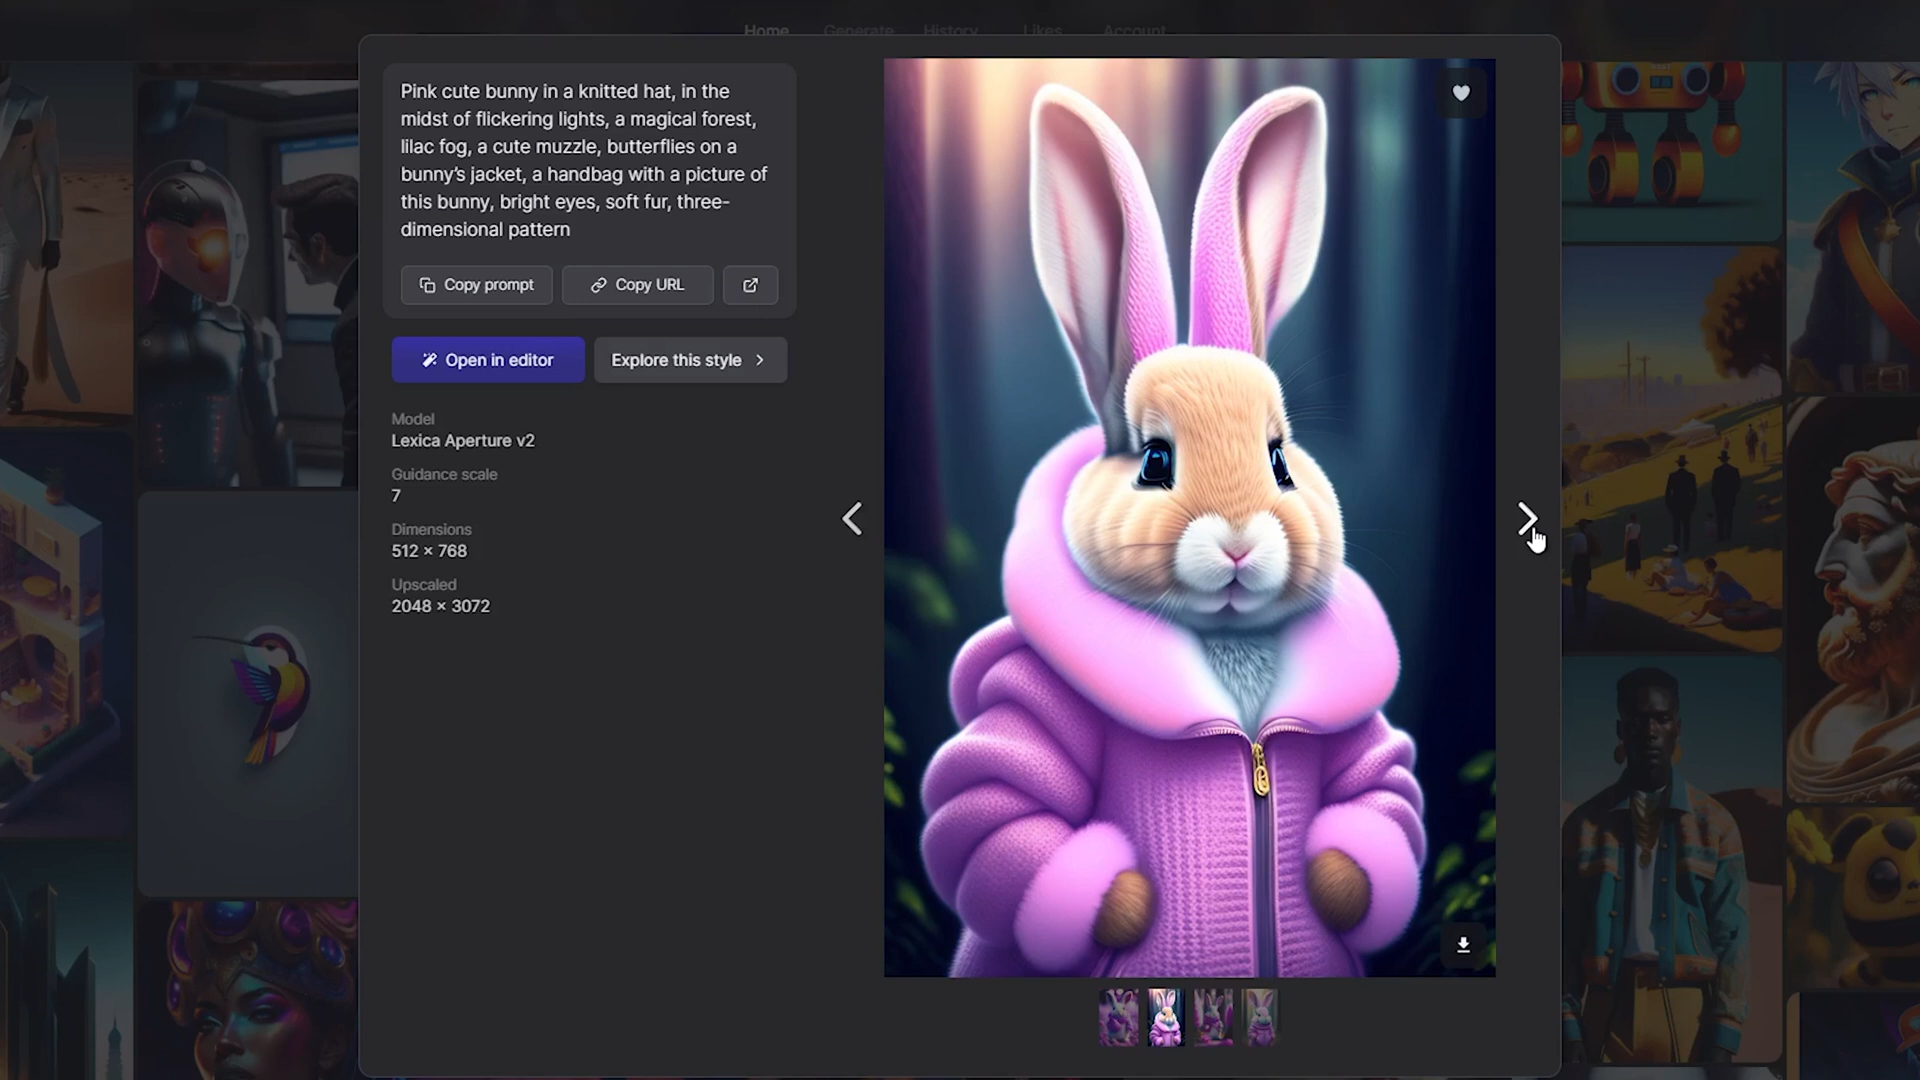 Home Generate History Likes Account
Pink cute bunny in a knitted hat, in the
midst of flickering lights, a magical forest,
lilac fog, a cute muzzle, butterflies on a
bunny's jacket, a handbag with a picture of
this bunny, bright eyes, soft fur, three-
dimensional pattern
Copy prompt Copy URL
Open in editor Explore this style
Model
Lexica Aperture v2
Guidance scale
7
Dimensions
512 × 768
Upscaled
2048 × 3072